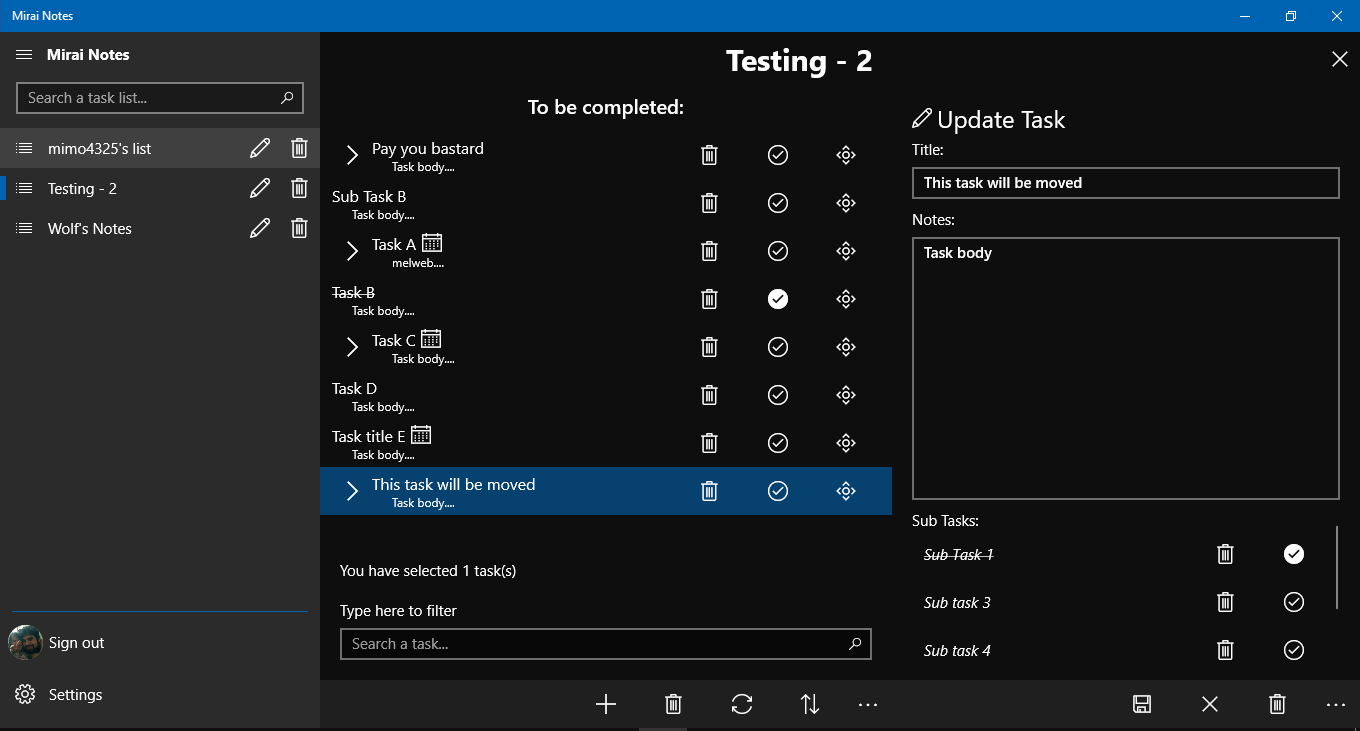 Mirai Notes
Mirai Notes
Search a task list...
mimo4325's list
Testing - 2
Wolf's Notes
Sign out
Settings
Testing - 2
To be completed:
Pay you bastard
Task body....
Sub Task B
Task body....
Task A
melweb....
Task B
Task body....
Task C
Task body....
Task D
Task body....
Task title E
Task body....
This task will be moved
Task body....
You have selected 1 task(s)
Type here to filter
Search a task...
Update Task
Title:
This task will be moved
Notes:
Task body
Sub Tasks:
Sub Task 1
Sub task 3
Sub task 4